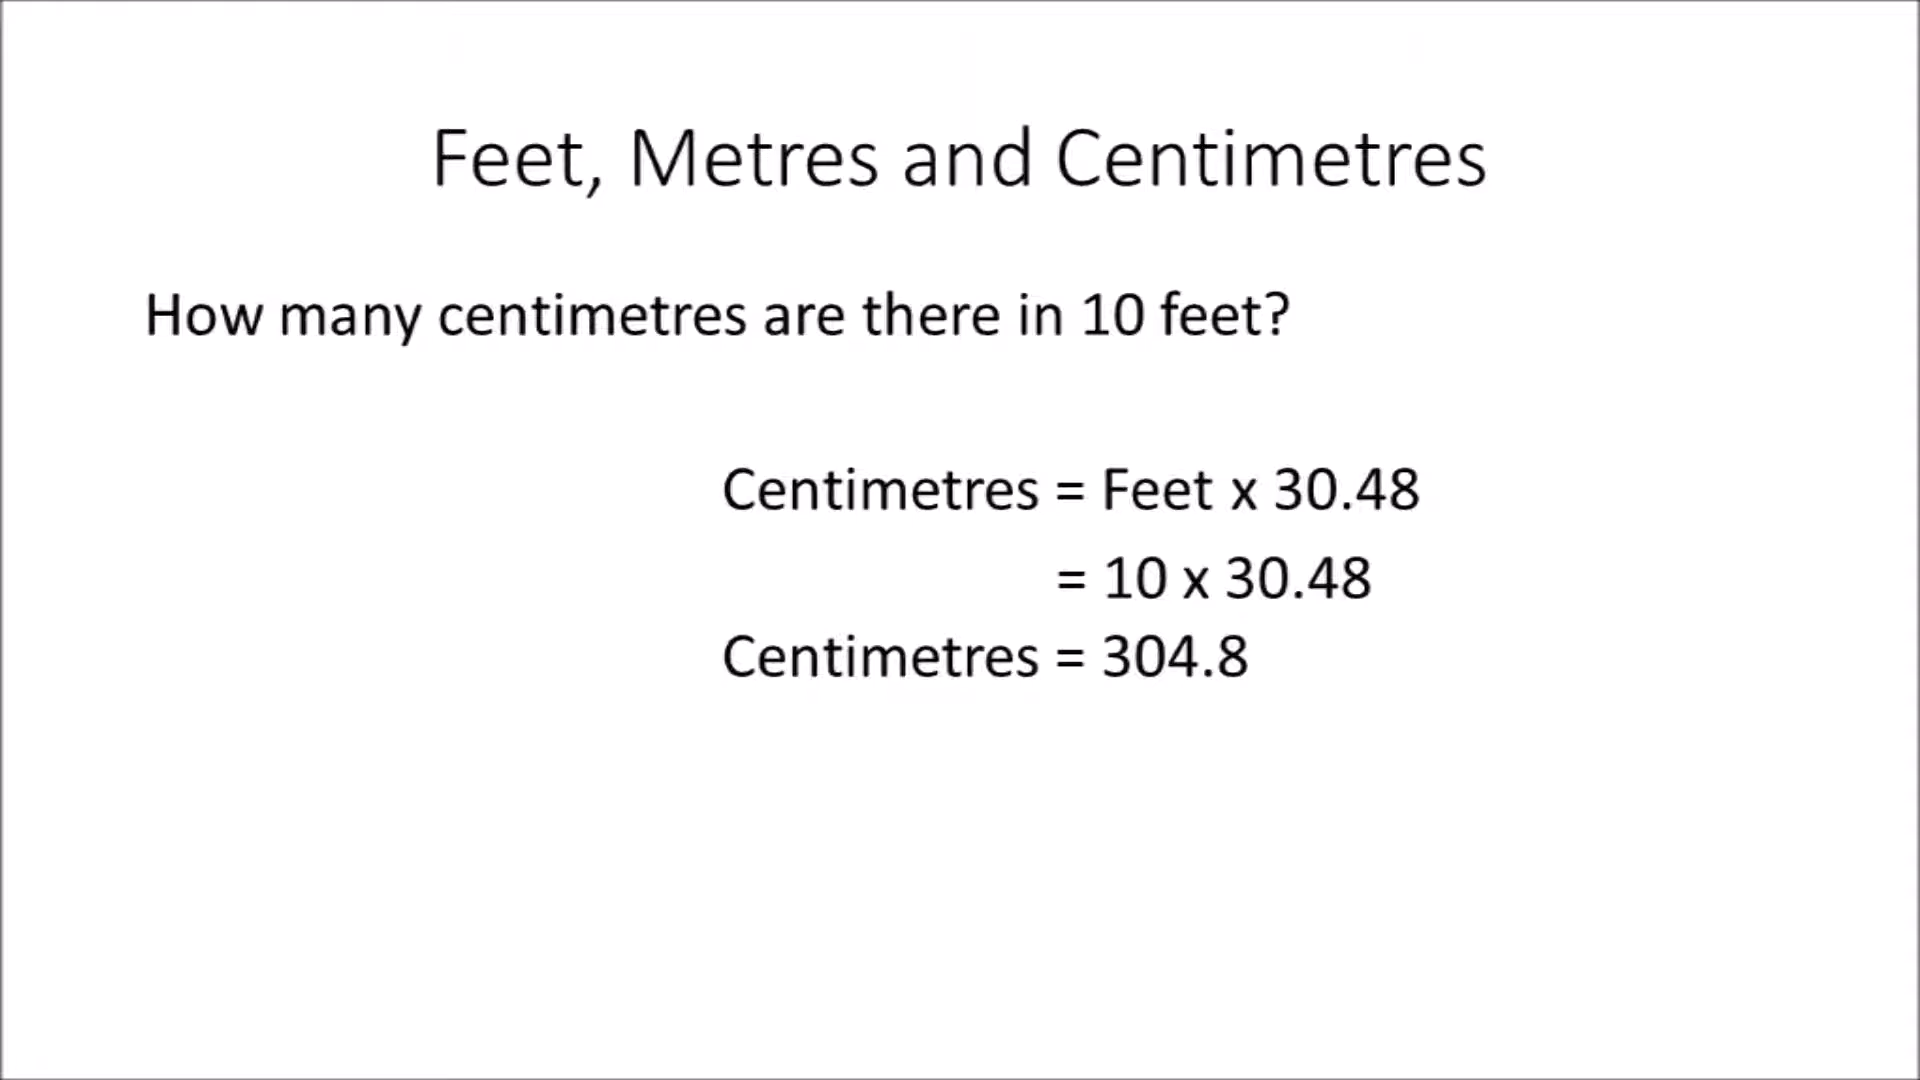 Feet, Metres and Centimetres
How many centimetres are there in 10 feet?
Centimetres = Feet x 30.48
= 10 x 30.48
Centimetres = 304.8